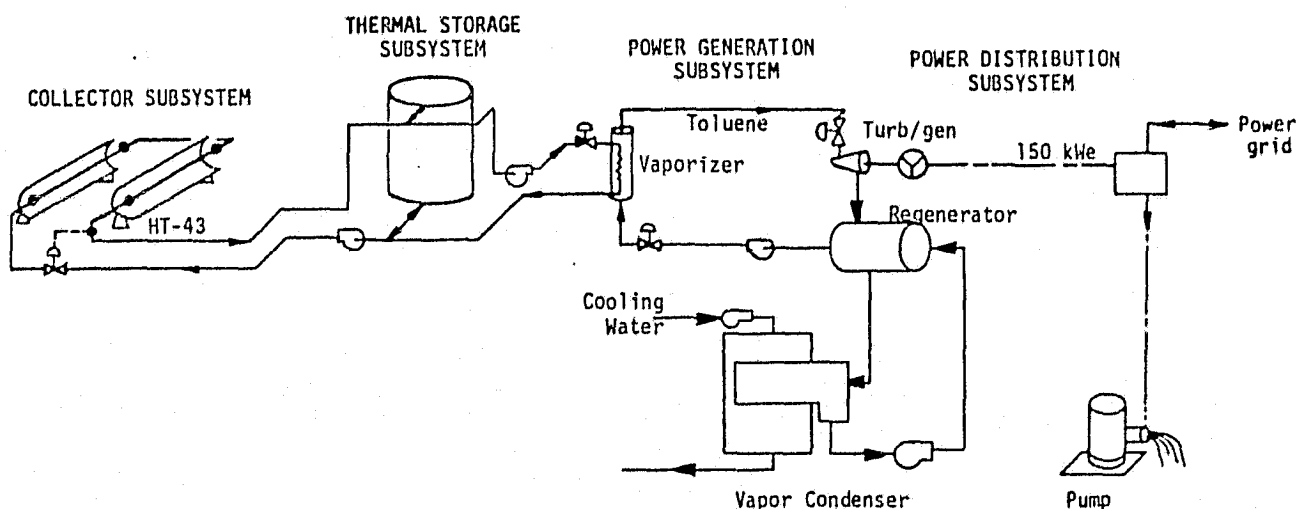 THERMAL STORAGE
SUBSYSTEM
POWER GENERATION
SUBSYSTEM
POWER DISTRIBUTION
SUBSYSTEM
COLLECTOR SUBSYSTEM
Toluene
Turb/gen
Power
grid
150 kWe
Vaporizer
HT-43
Regenerator
Cooling
Water
Vapor Condenser
Pump